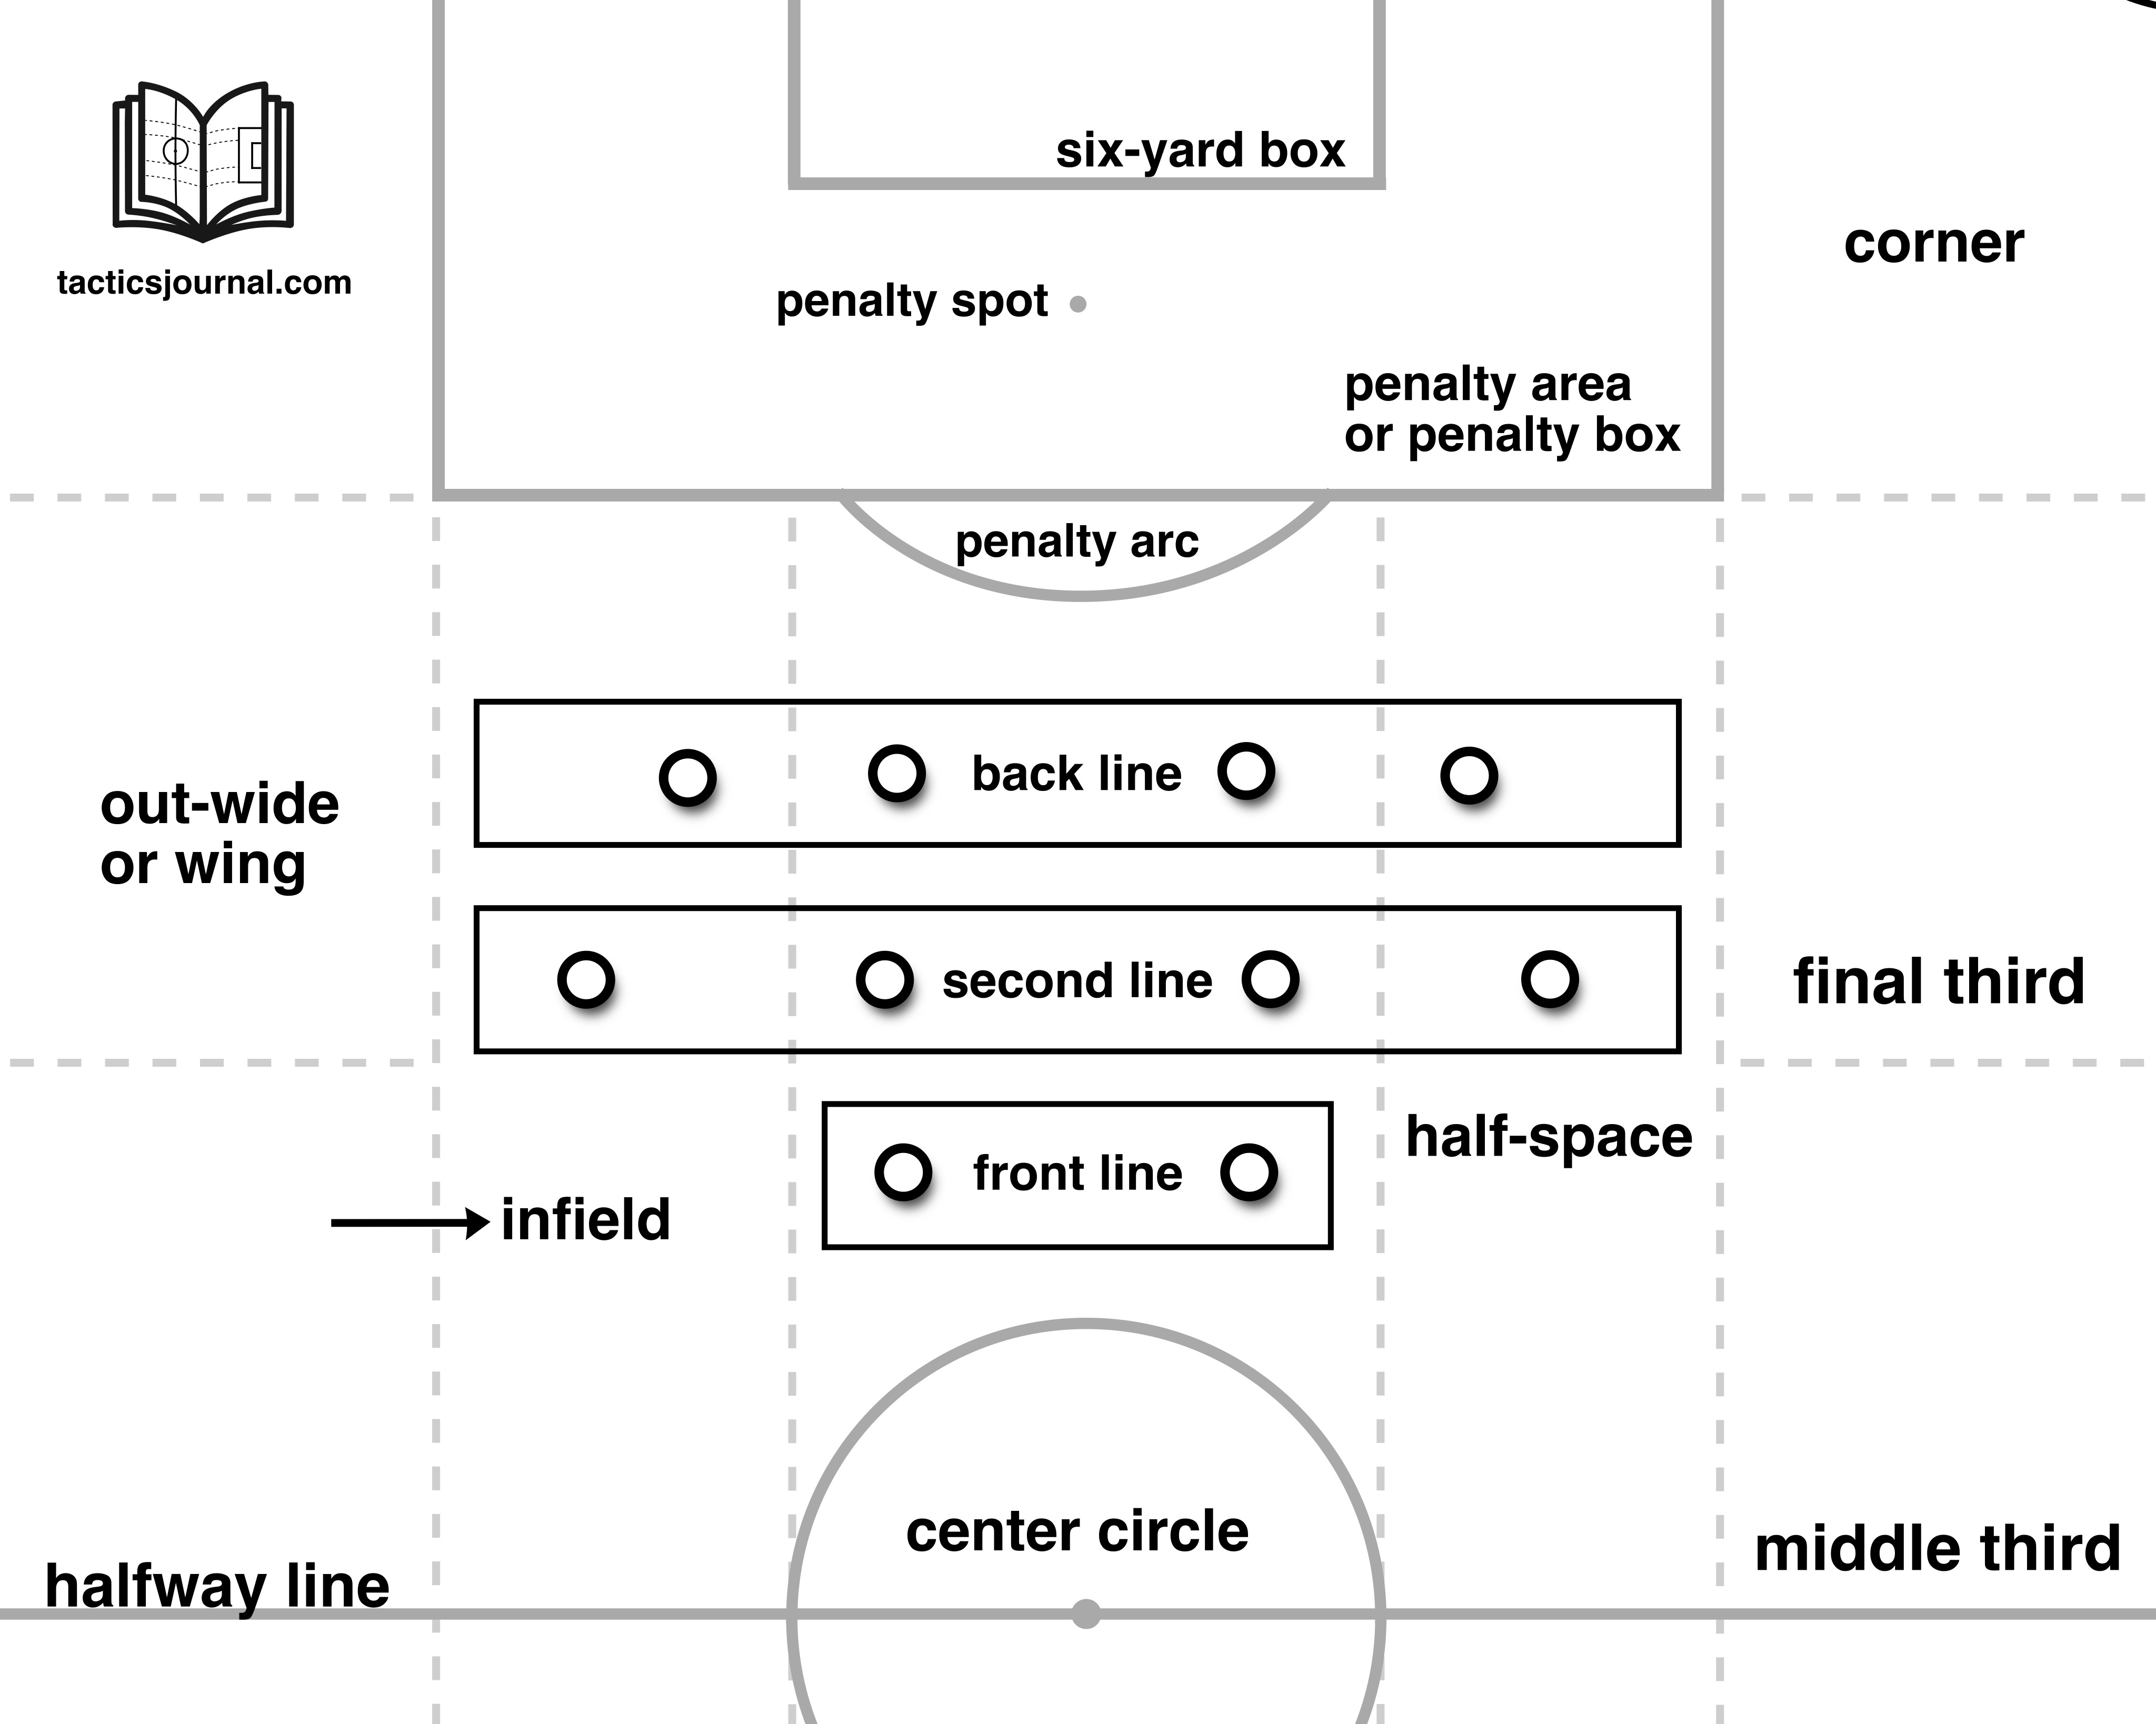 six-yard box
corner
tacticsjournal.com
penalty spot
penalty area
or penalty box
penalty arc
back line
out-wide
or wing
second line
final third
half-space
front line
infield
center circle
middle third
halfway line